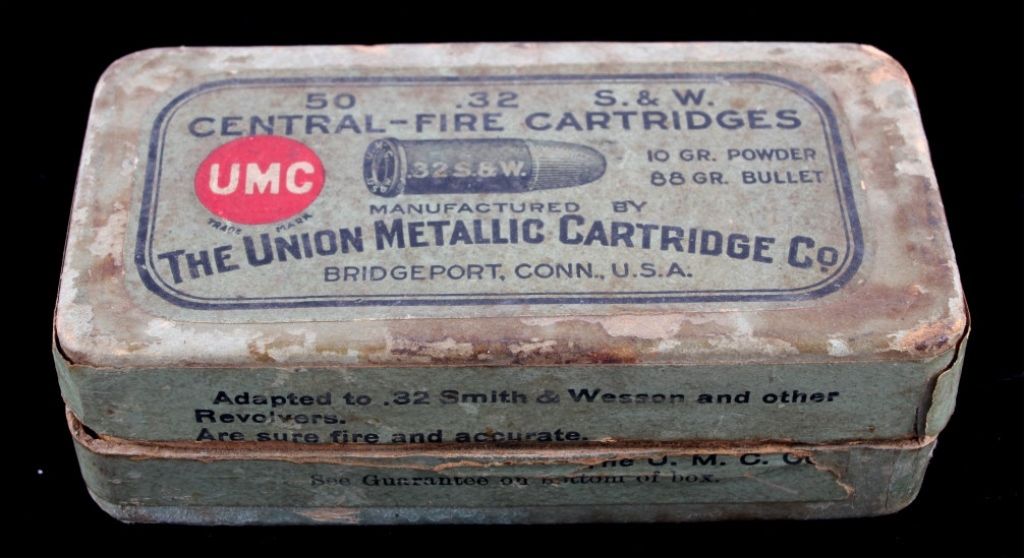 50 .32 S. & W.
CENTRAL-FIRE CARTRIDGES
UMC
TRADE MARK
.32 S.&W.
10 GR. POWDER
88 GR. BULLET
MANUFACTURED BY
THE UNION METALLIC CARTRIDGE CO
BRIDGEPORT, CONN., U.S.A.
Adapted to .32 Smith & Wesson and other
Revolvers.
Are sure fire and accurate.
The U. M. C. Co
See Guarantee on bottom of box.